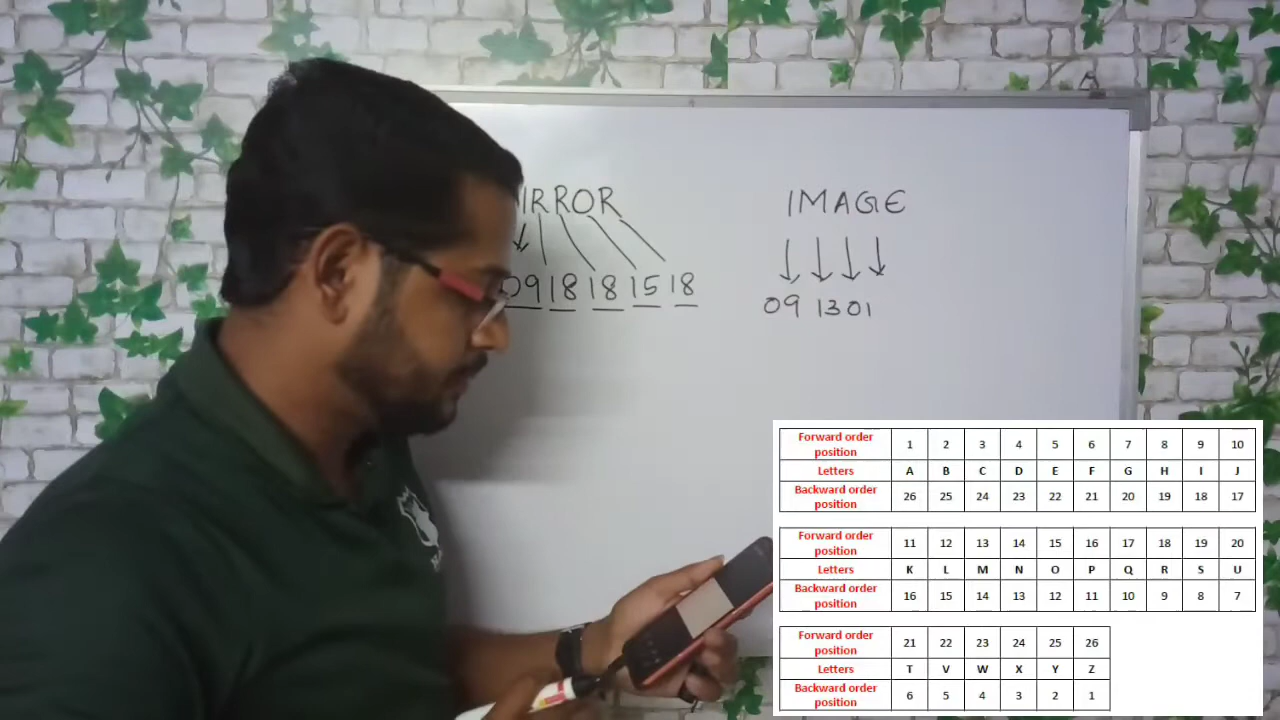 IRROR
IMAGE
09 18 18 15 18
09 13 01
Forward order position 1 2 3 4 5 6 7 8 9 10
Letters A B C D E F G H I J
Backward order position 26 25 24 23 22 21 20 19 18 17
Forward order position 11 12 13 14 15 16 17 18 19 20
Letters K L M N O P Q R S U
Backward order position 16 15 14 13 12 11 10 9 8 7
Forward order position 21 22 23 24 25 26
Letters T V W X Y Z
Backward order position 6 5 4 3 2 1